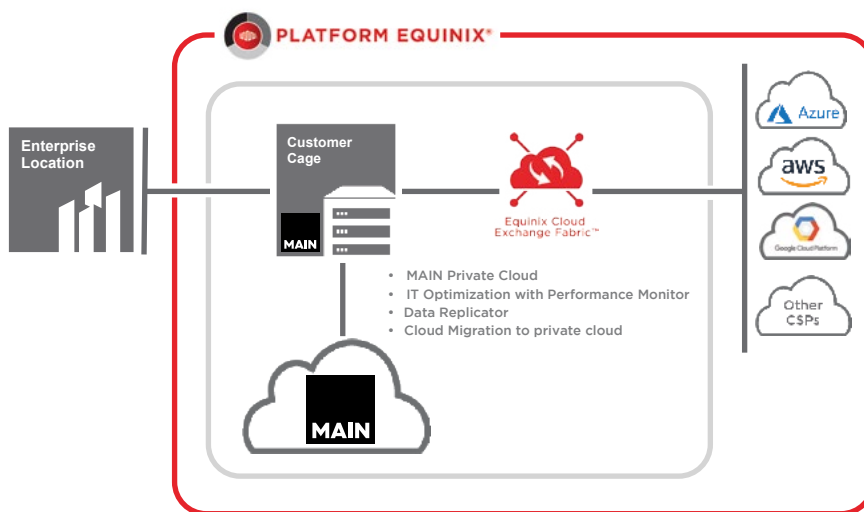 PLATFORM EQUINIX®
Enterprise
Location
Customer
Cage
MAIN
Equinix Cloud
Exchange Fabric™
• MAIN Private Cloud
• IT Optimization with Performance Monitor
• Data Replicator
• Cloud Migration to private cloud
MAIN
Azure
aws
Google Cloud Platform
Other
CSPs